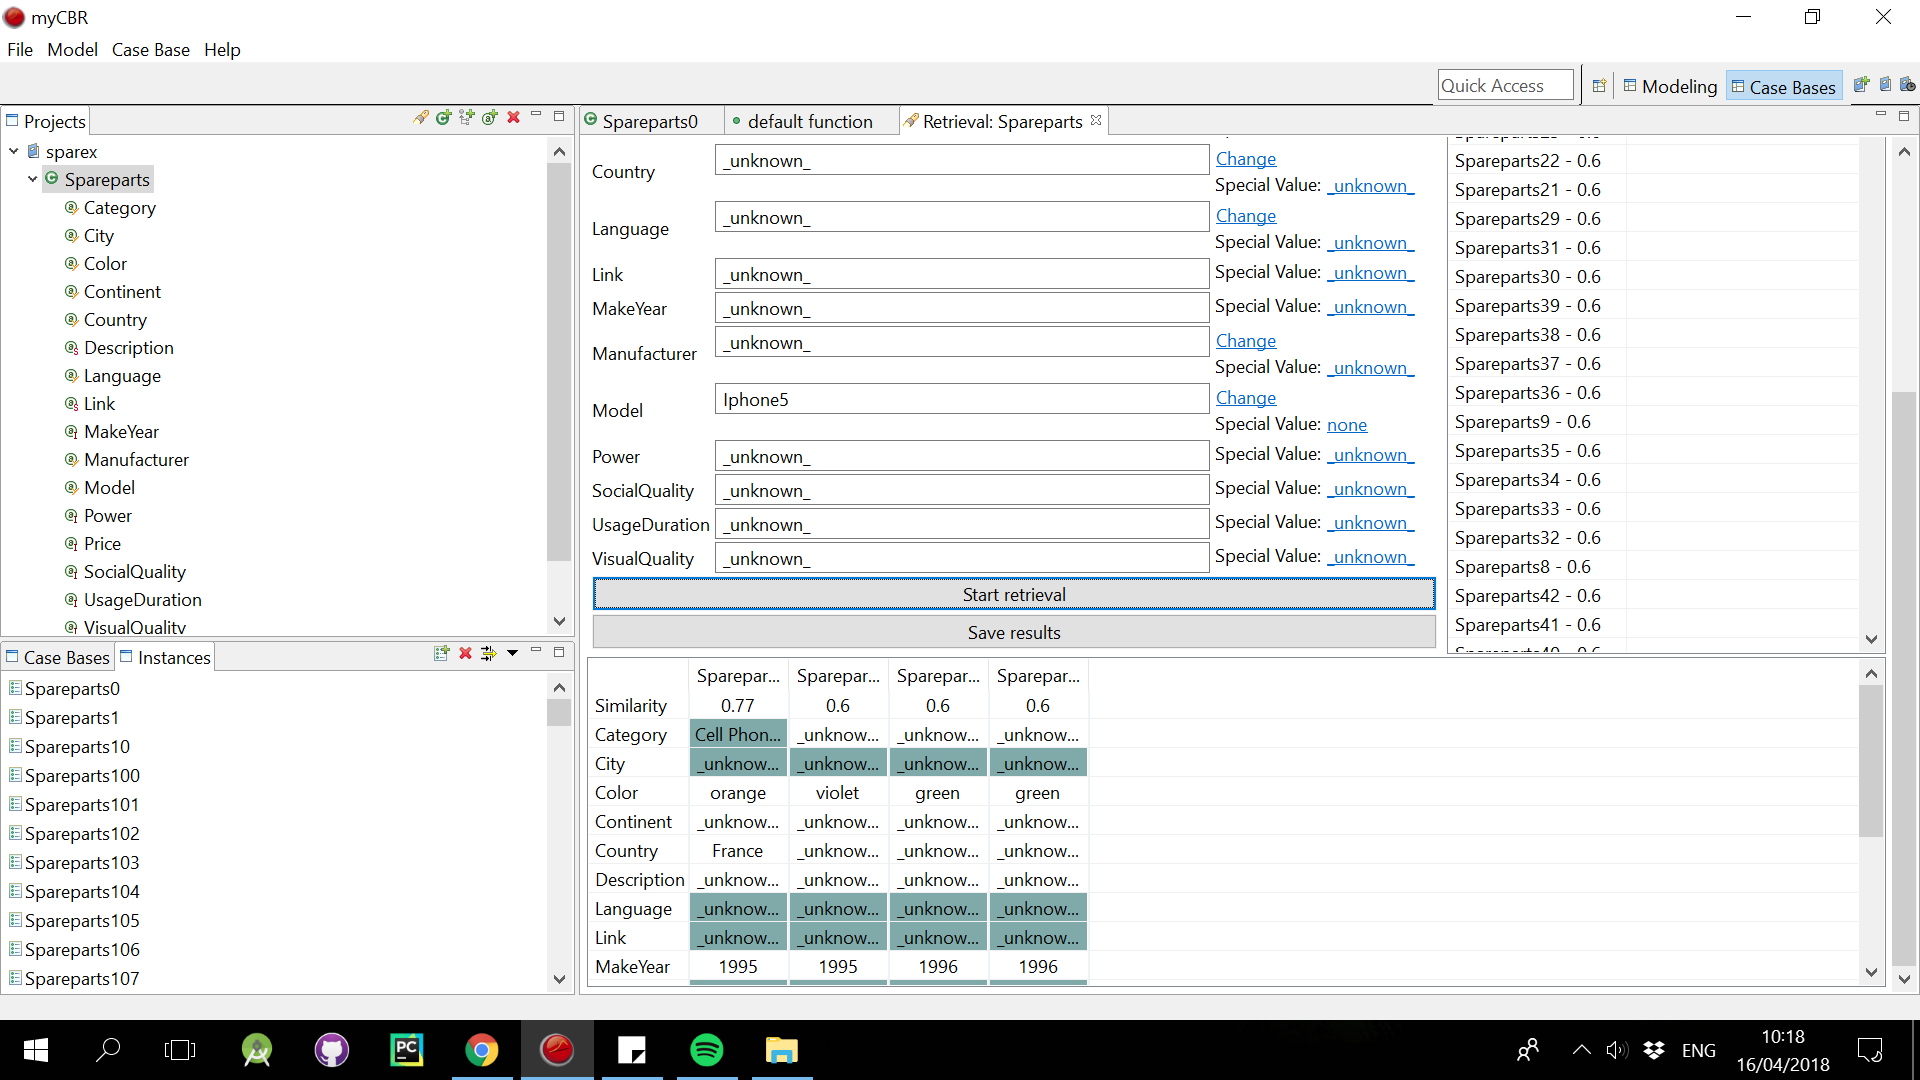 myCBR
File Model Case Base Help
Quick Access
Modeling
Case Bases
Projects
sparex
Spareparts
Category
City
Color
Continent
Country
Description
Language
Link
MakeYear
Manufacturer
Model
Power
Price
SocialQuality
UsageDuration
VisualQuality
Case Bases
Instances
Spareparts0
Spareparts1
Spareparts10
Spareparts100
Spareparts101
Spareparts102
Spareparts103
Spareparts104
Spareparts105
Spareparts106
Spareparts107
Spareparts0
default function
Retrieval: Spareparts
Country _unknown_ Change
Special Value: _unknown_
Language _unknown_ Change
Special Value: _unknown_
Link _unknown_ Special Value: _unknown_
MakeYear _unknown_ Special Value: _unknown_
Manufacturer _unknown_ Change
Special Value: _unknown_
Model Iphone5 Change
Special Value: none
Power _unknown_ Special Value: _unknown_
SocialQuality _unknown_ Special Value: _unknown_
UsageDuration _unknown_ Special Value: _unknown_
VisualQuality _unknown_ Special Value: _unknown_
Start retrieval
Save results
Spareparts22 - 0.6
Spareparts21 - 0.6
Spareparts29 - 0.6
Spareparts31 - 0.6
Spareparts30 - 0.6
Spareparts39 - 0.6
Spareparts38 - 0.6
Spareparts37 - 0.6
Spareparts36 - 0.6
Spareparts9 - 0.6
Spareparts35 - 0.6
Spareparts34 - 0.6
Spareparts33 - 0.6
Spareparts32 - 0.6
Spareparts8 - 0.6
Spareparts42 - 0.6
Spareparts41 - 0.6
Sparepar... Sparepar... Sparepar... Sparepar...
Similarity 0.77 0.6 0.6 0.6
Category Cell Phon... _unknow... _unknow... _unknow...
City _unknow... _unknow... _unknow... _unknow...
Color orange violet green green
Continent _unknow... _unknow... _unknow... _unknow...
Country France _unknow... _unknow... _unknow...
Description _unknow... _unknow... _unknow... _unknow...
Language _unknow... _unknow... _unknow... _unknow...
Link _unknow... _unknow... _unknow... _unknow...
MakeYear 1995 1995 1996 1996
PC
ENG
10:18
16/04/2018